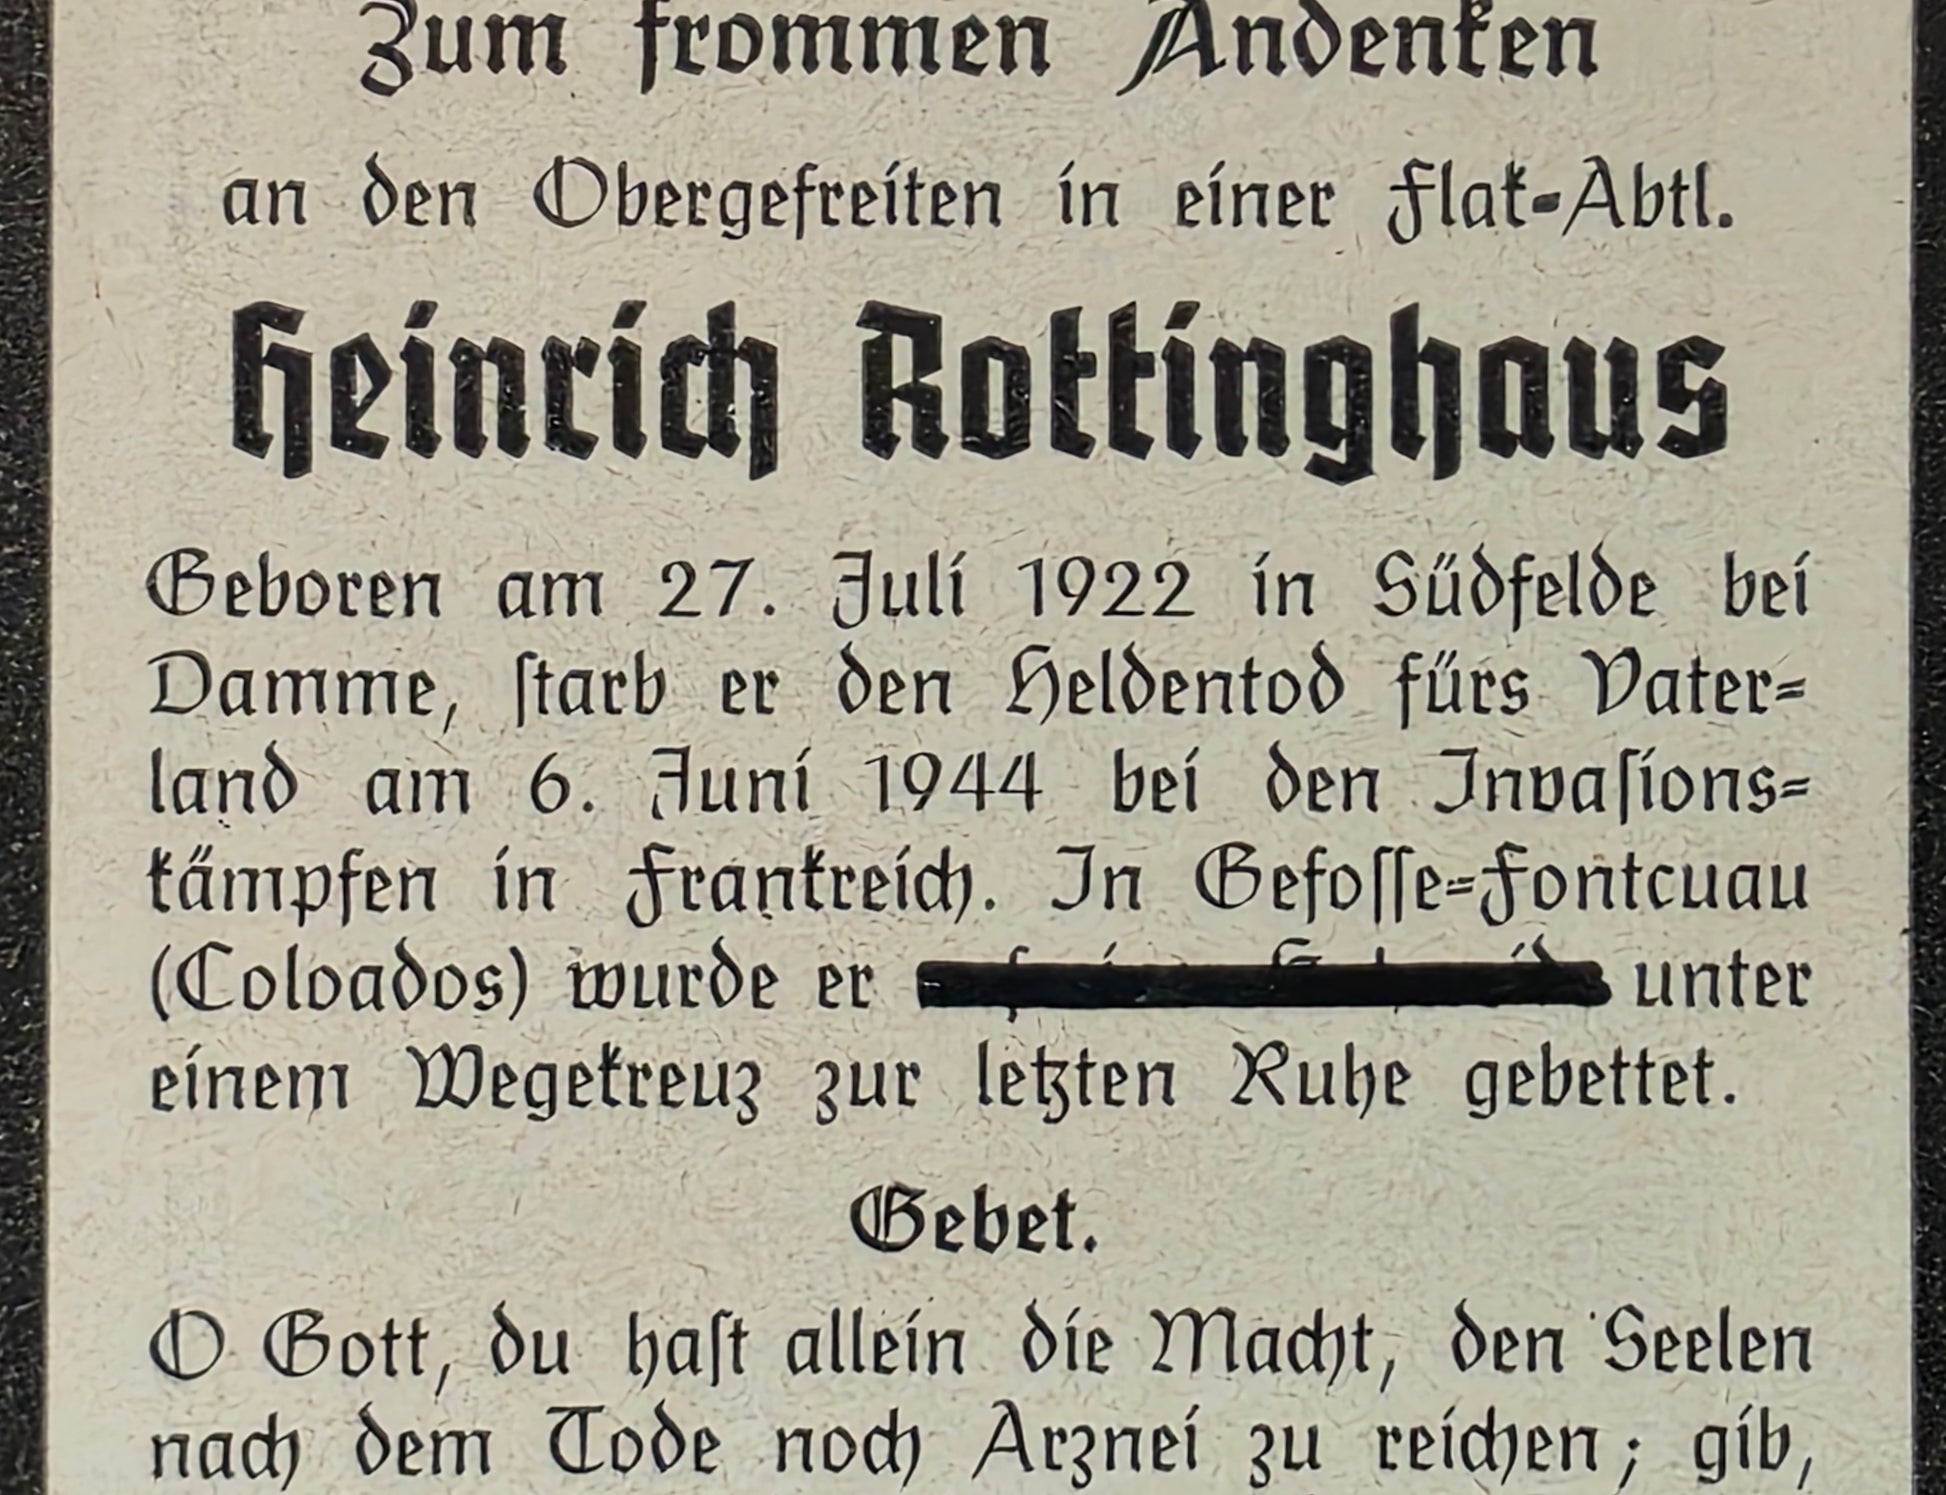 Zum frommen Andenken
an den Obergefreiten in einer Flak-Abtl.
Heinrich Rottinghaus
Geboren am 27. Juli 1922 in Südfelde bei
Damme, ſtarb er den Heldentod fürs Vater=
land am 6. Juni 1944 bei den Invaſions=
kämpfen in Frankreich. In Gefoſſe=Fontcuau
(Coloados) wurde er unter
einem Wegekreuz zur letzten Ruhe gebettet.
Gebet.
O Gott, du haſt allein die Macht, den Seelen
nach dem Tode noch Arznei zu reichen; gib,